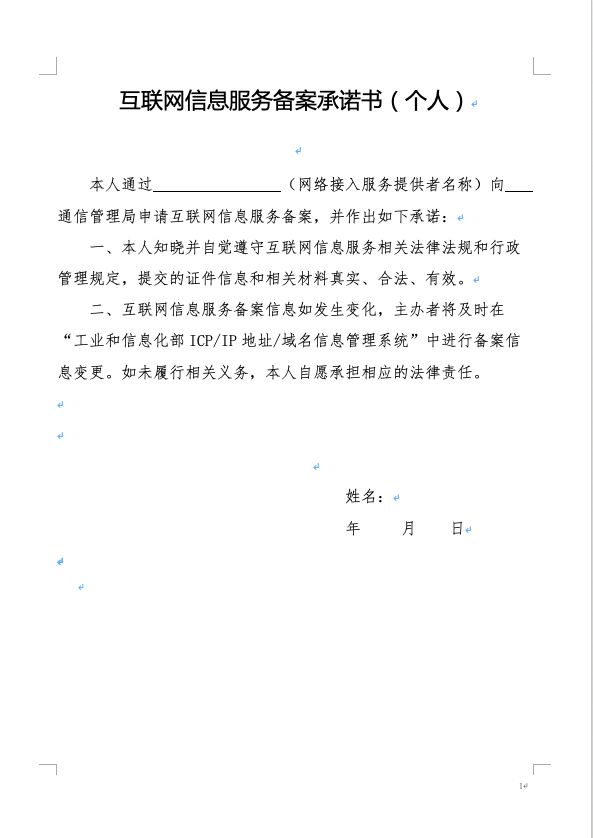 互联网信息服务备案承诺书（个人）
本人通过________________（网络接入服务提供者名称）向____
通信管理局申请互联网信息服务备案，并作出如下承诺：
一、本人知晓并自觉遵守互联网信息服务相关法律法规和行政
管理规定，提交的证件信息和相关材料真实、合法、有效。
二、互联网信息服务备案信息如发生变化，主办者将及时在
“工业和信息化部 ICP/IP 地址/域名信息管理系统”中进行备案信
息变更。如未履行相关义务，本人自愿承担相应的法律责任。
姓名：
年 月 日
1